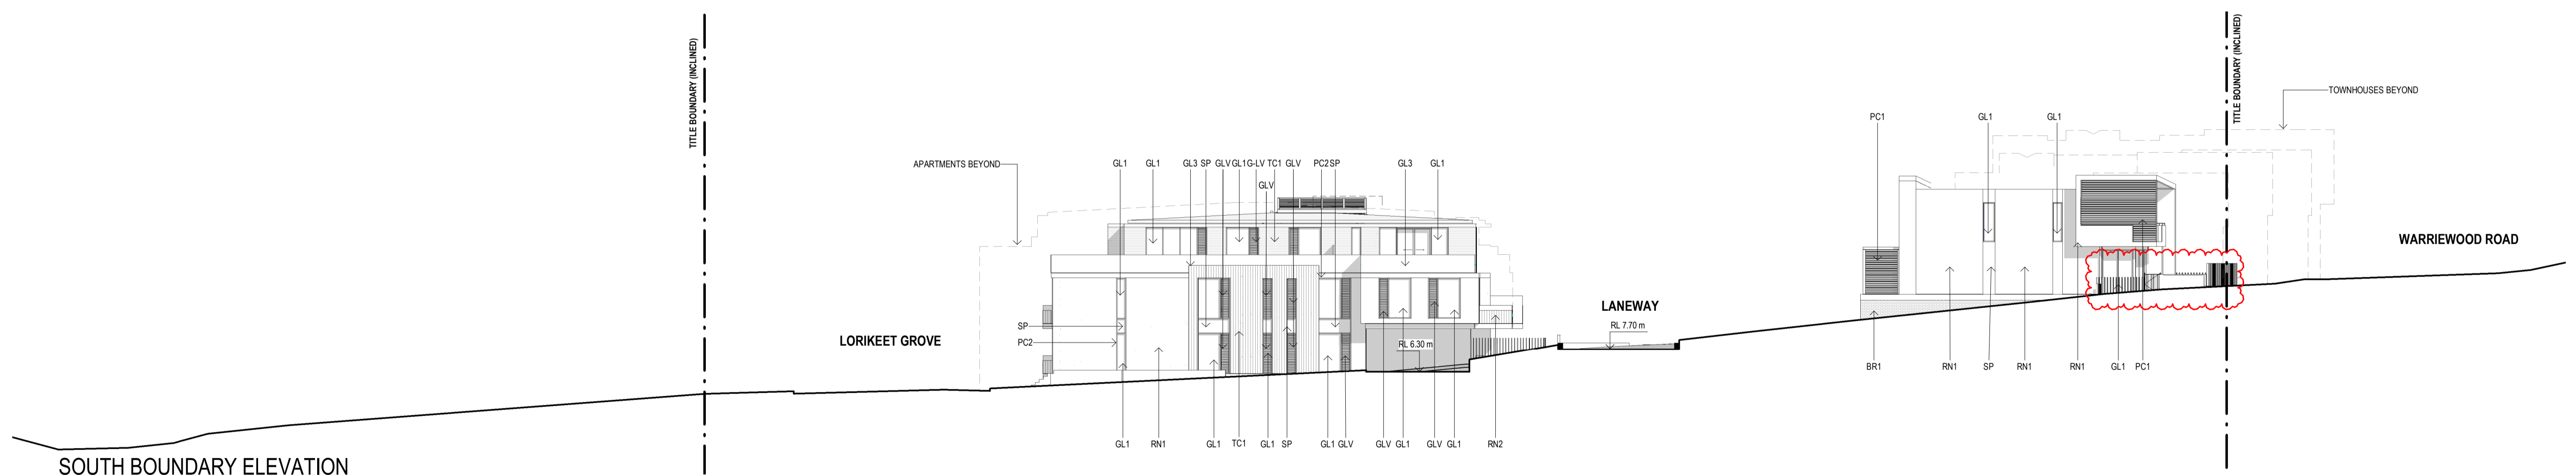 TITLE BOUNDARY (INCLINED)
TITLE BOUNDARY (INCLINED)
TOWNHOUSES BEYOND
PC1 GL1 GL1
APARTMENTS BEYOND
GL1 GL1 GL3 SP GLV GL1 G-LV TC1 GLV PC2 SP GL3 GL1
GLV
WARRIEWOOD ROAD
LANEWAY
SP
RL 7.70 m
LORIKEET GROVE
PC2
RL 6.30 m
BR1 RN1 SP RN1 RN1 GL1 PC1
GL1 RN1 GL1 TC1 GL1 SP GL1 GLV GLV GL1 GLV GL1 RN2
SOUTH BOUNDARY ELEVATION